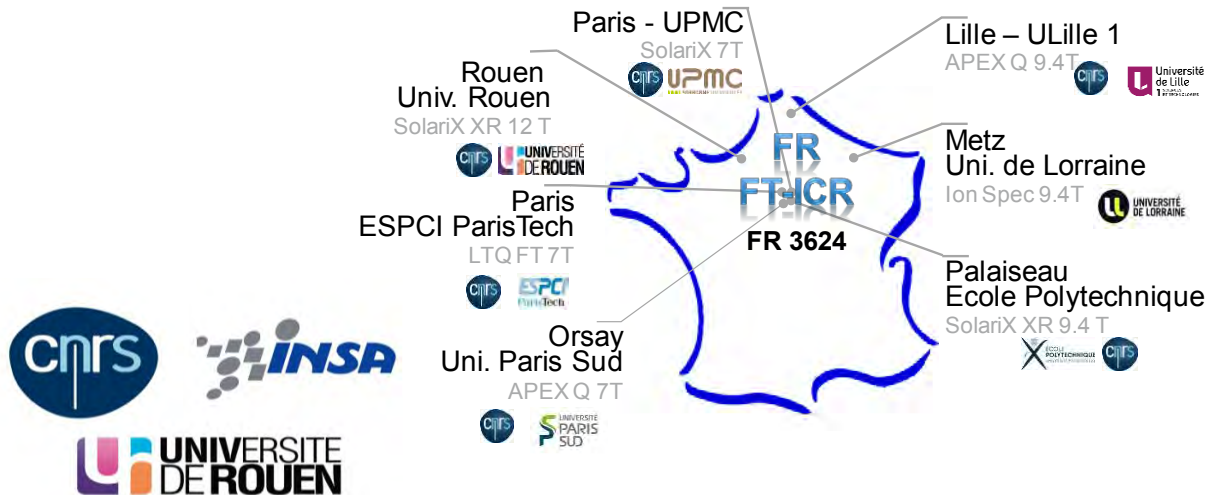 Paris - UPMC
SolariX 7T
cnrs UPMC
Lille – ULille 1
APEX Q 9.4T
cnrs Université
de Lille
1 SCIENCES
ET TECHNOLOGIES
Rouen
Univ. Rouen
SolariX XR 12 T
cnrs UNIVERSITÉ
DE ROUEN
Metz
Uni. de Lorraine
Ion Spec 9.4T
UNIVERSITÉ
DE LORRAINE
FR
FT-ICR
FR 3624
Paris
ESPCI ParisTech
LTQ FT 7T
cnrs ESPCI
ParisTech
Palaiseau
Ecole Polytechnique
SolariX XR 9.4 T
ÉCOLE
POLYTECHNIQUE
cnrs
Orsay
Uni. Paris Sud
APEX Q 7T
cnrs UNIVERSITÉ
PARIS
SUD
cnrs INSA
UNIVERSITE
DE ROUEN